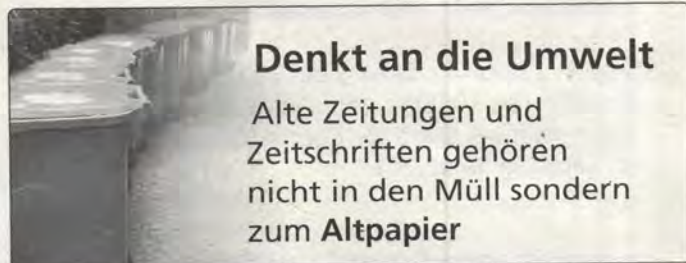 Denkt an die Umwelt
Alte Zeitungen und
Zeitschriften gehören
nicht in den Müll sondern
zum Altpapier